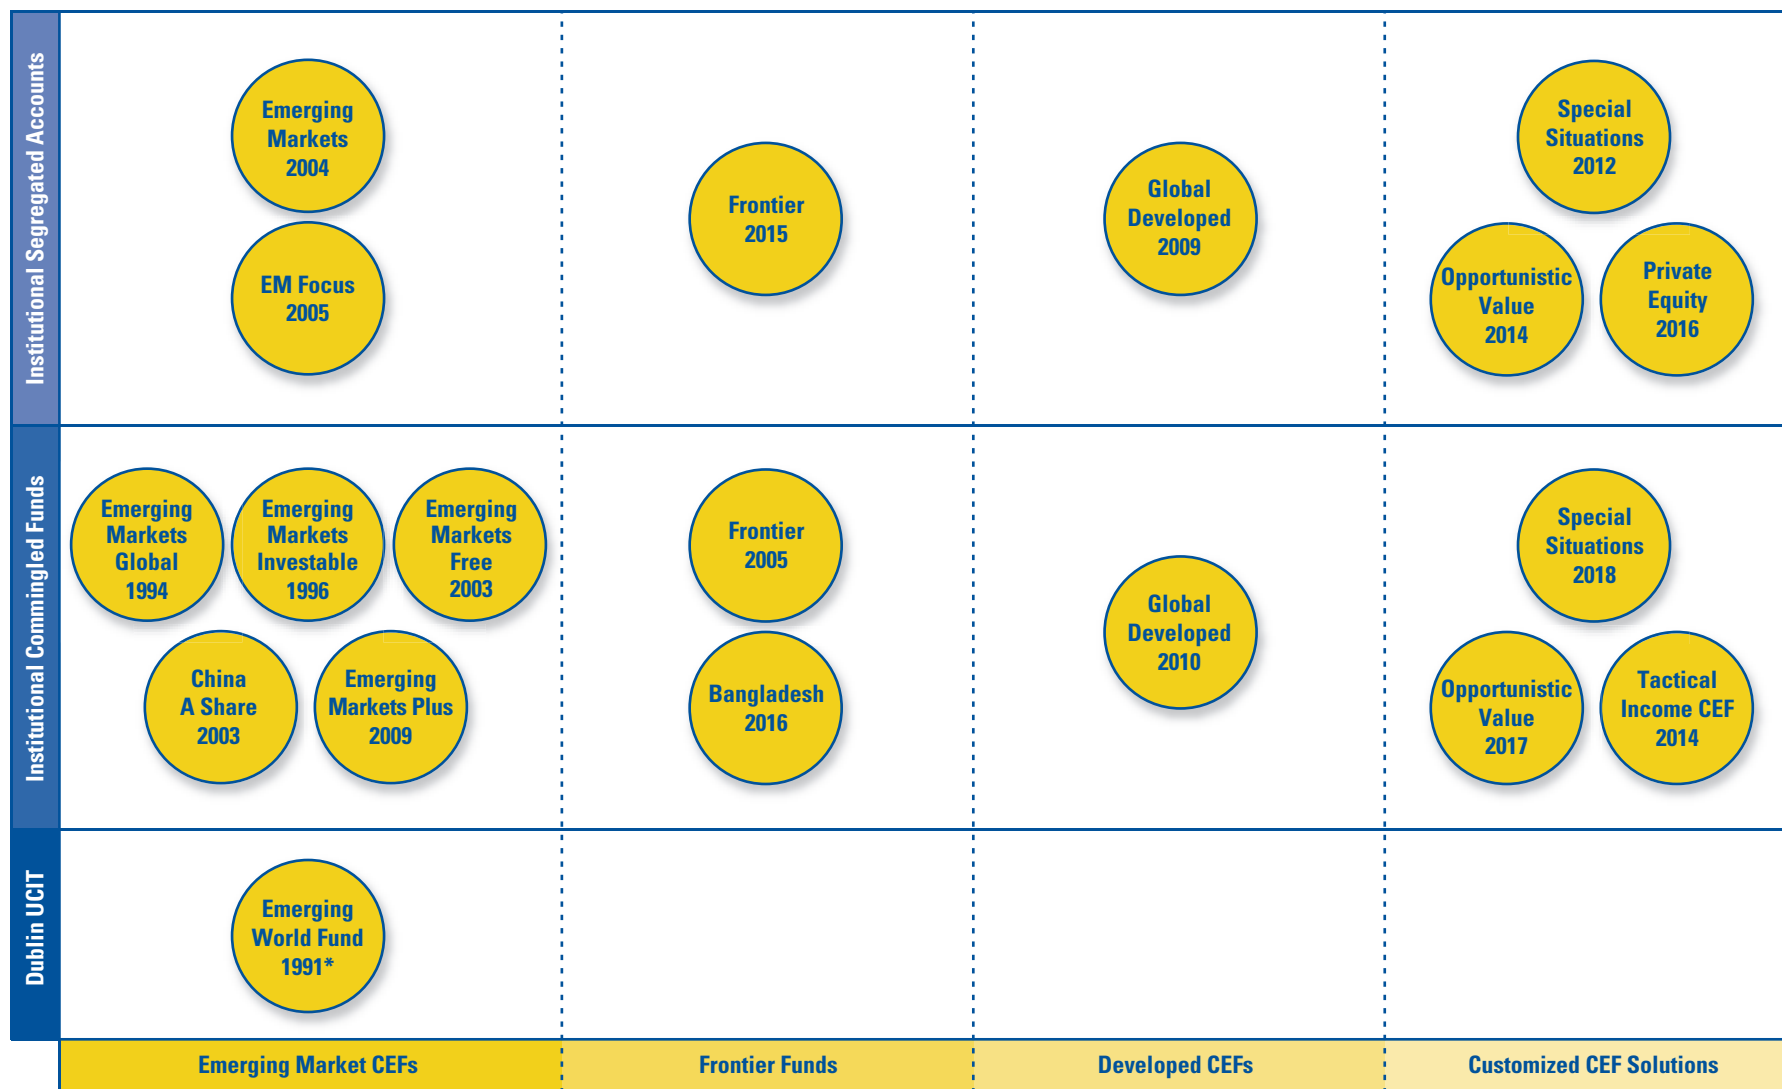 Institutional Segregated Accounts
Emerging
Markets
2004
EM Focus
2005
Frontier
2015
Global
Developed
2009
Special
Situations
2012
Opportunistic
Value
2014
Private
Equity
2016
Institutional Commingled Funds
Emerging
Markets
Global
1994
Emerging
Markets
Investable
1996
Emerging
Markets
Free
2003
China
A Share
2003
Emerging
Markets Plus
2009
Frontier
2005
Bangladesh
2016
Global
Developed
2010
Special
Situations
2018
Opportunistic
Value
2017
Tactical
Income CEF
2014
Dublin UCIT
Emerging
World Fund
1991*
Emerging Market CEFs
Frontier Funds
Developed CEFs
Customized CEF Solutions